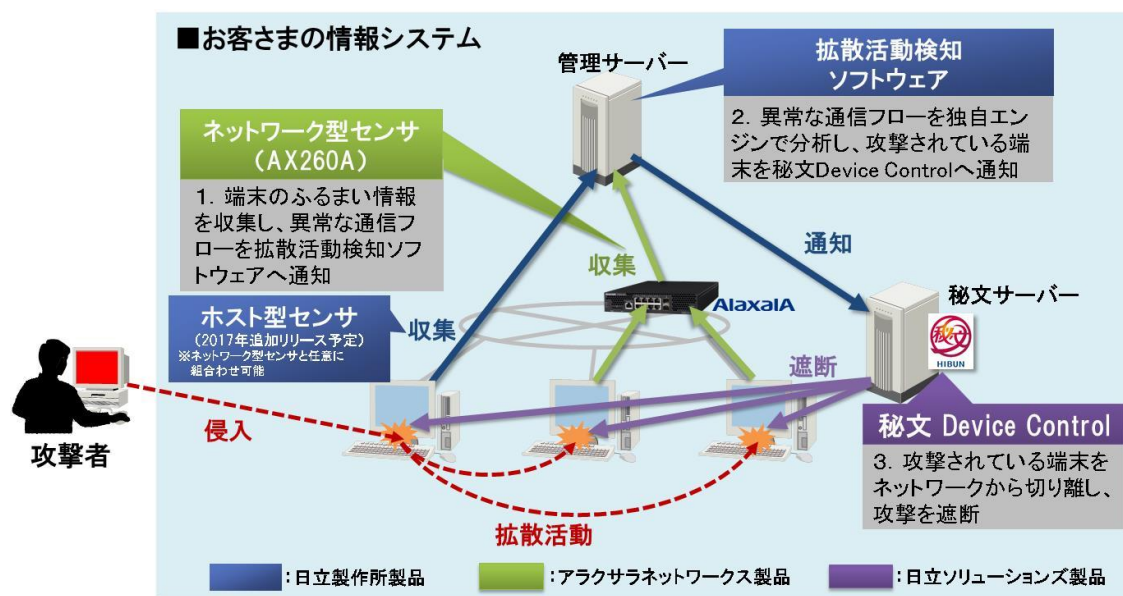 ■お客さまの情報システム
管理サーバー
拡散活動検知
ソフトウェア
2. 異常な通信フローを独自エン
ジンで分析し、攻撃されている端
末を秘文Device Controlへ通知
ネットワーク型センサ
(AX260A)
1. 端末のふるまい情報
を収集し、異常な通信フ
ローを拡散活動検知ソフ
トウェアへ通知
収集
通知
AlaxalA
秘文サーバー
秘文
HIBUN
ホスト型センサ
(2017年追加リリース予定)
※ネットワーク型センサと任意に
組合わせ可能
収集
遮断
攻撃者
侵入
拡散活動
秘文 Device Control
3. 攻撃されている端末を
ネットワークから切り離し、
攻撃を遮断
:日立製作所製品
:アラクサラネットワークス製品
:日立ソリューションズ製品